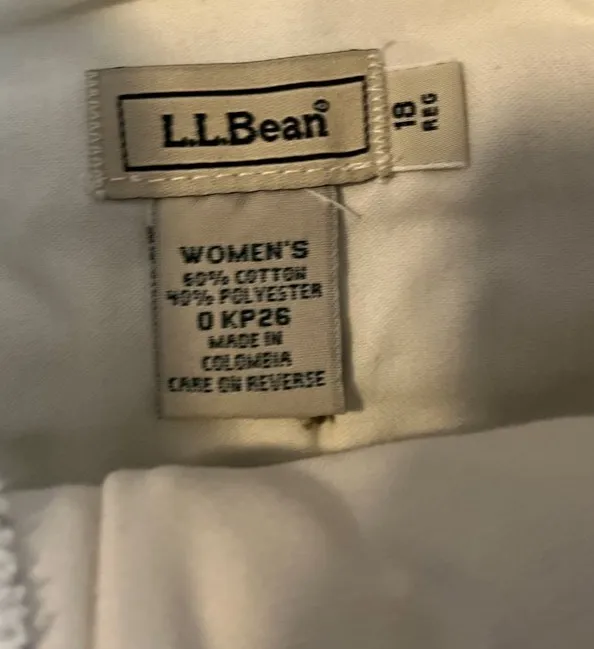 L.L.Bean®
18
REG
WOMEN'S
60% COTTON
40% POLYESTER
0 KP26
MADE IN
COLOMBIA
CARE ON REVERSE